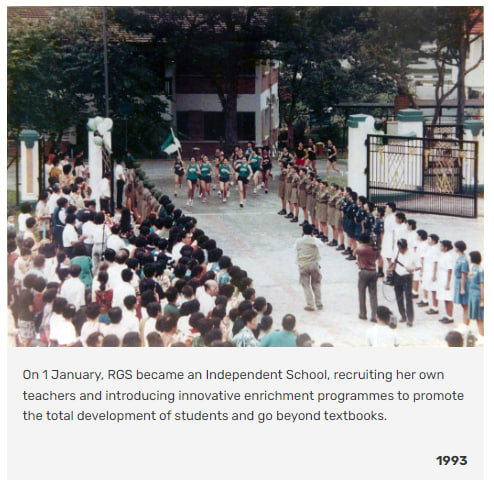 On 1 January, RGS became an Independent School, recruiting her own
teachers and introducing innovative enrichment programmes to promote
the total development of students and go beyond textbooks.
1993